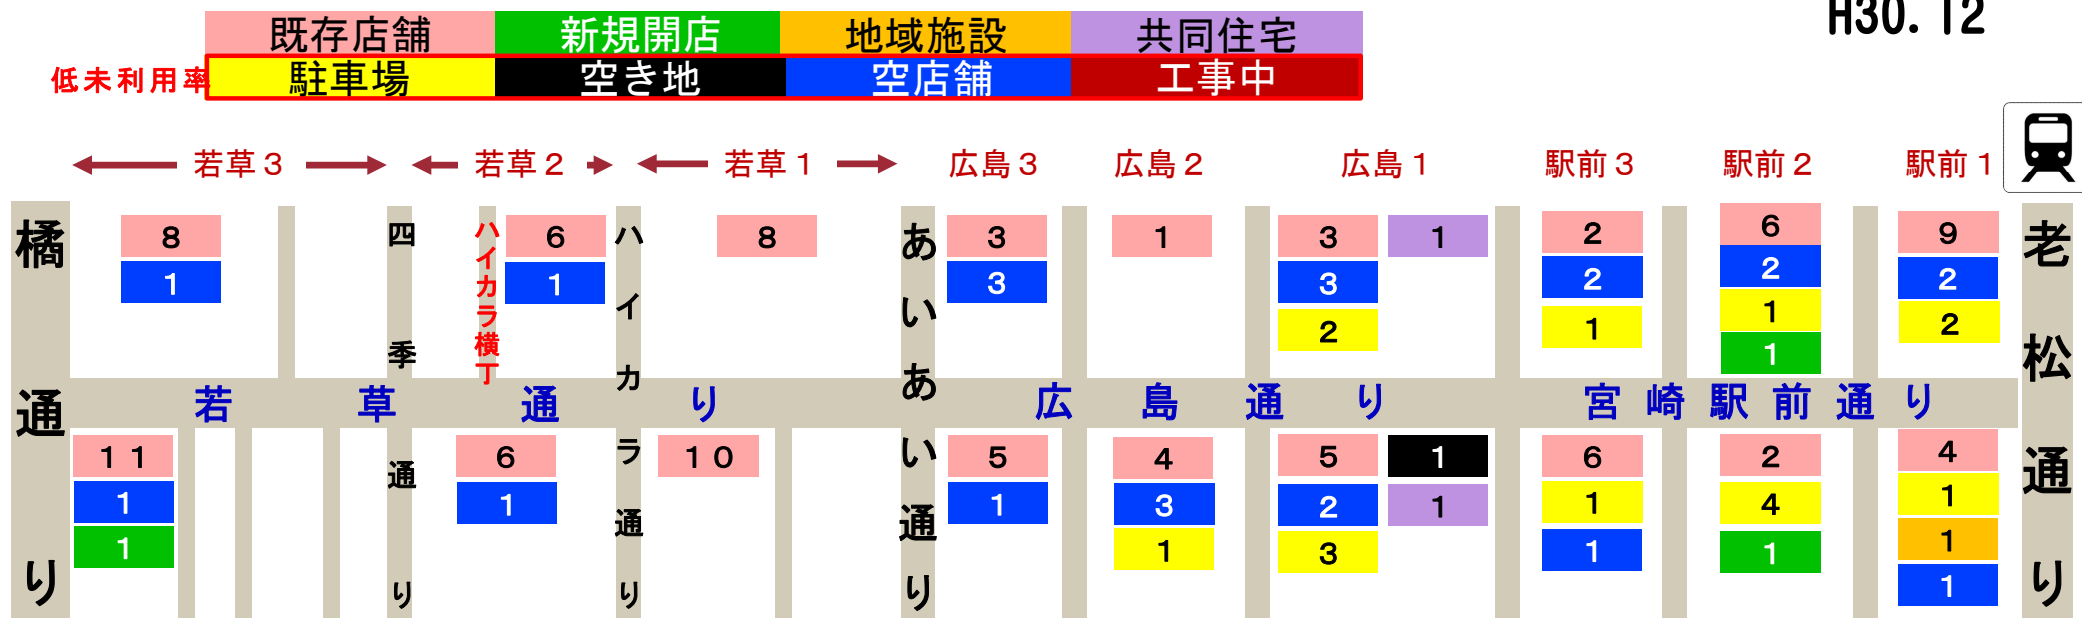 H30.12
既存店舗 新規開店 地域施設 共同住宅
低未利用率 駐車場 空き地 空店舗 工事中
若草3 若草2 若草1 広島3 広島2 広島1 駅前3 駅前2 駅前1
橘通り
四季通り
ハイカラ横丁
ハイカラ通り
あいあい通り
老松通り
8 6 8 3 1 3 1 2 6 9
1 1 3 3 2 2 2
2 1 1 2
1
若草通り 広島通り 宮崎駅前通り
11 6 10 5 4 5 1 6 2 4
1 1 1 3 2 1 1 4 1
1 1 3 1 1 1
1